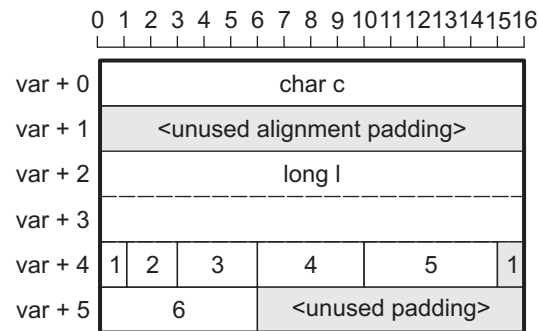 0 1 2 3 4 5 6 7 8 9 10 11 12 13 14 15 16
var + 0 char c
var + 1 <unused alignment padding>
var + 2 long l
var + 3
var + 4 1 2 3 4 5 1
var + 5 6 <unused padding>